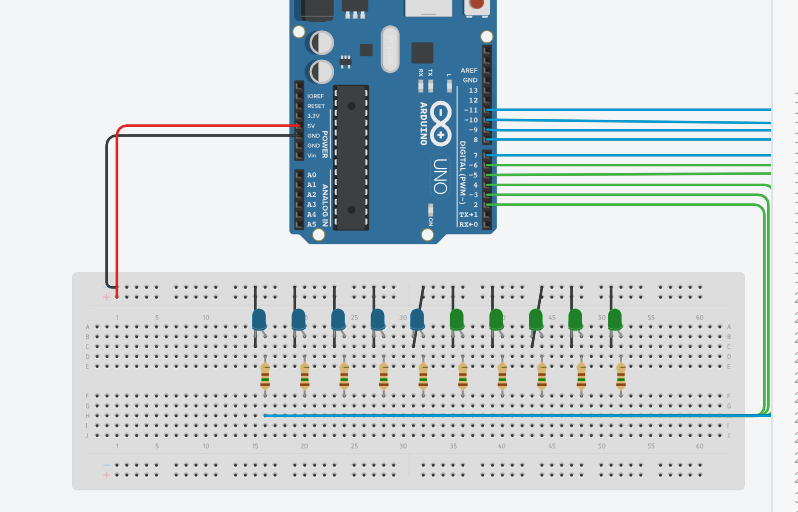 RX
TX
L
IOREF
RESET
3.3V
5V
GND
GND
Vin
POWER
A0
A1
A2
A3
A4
A5
ANALOG IN
ARDUINO
UNO
ON
AREF
GND
13
12
~11
~10
~9
8
7
~6
~5
4
~3
2
TX→1
RX←0
DIGITAL (PWM~)
+
1 5 10 15 25 30 35 40 45 50 55 60
A A
B B
C C
D D
E E
F F
G G
H H
I I
J J
1 5 10 15 20 25 30 35 40 45 50 55 60
-
+